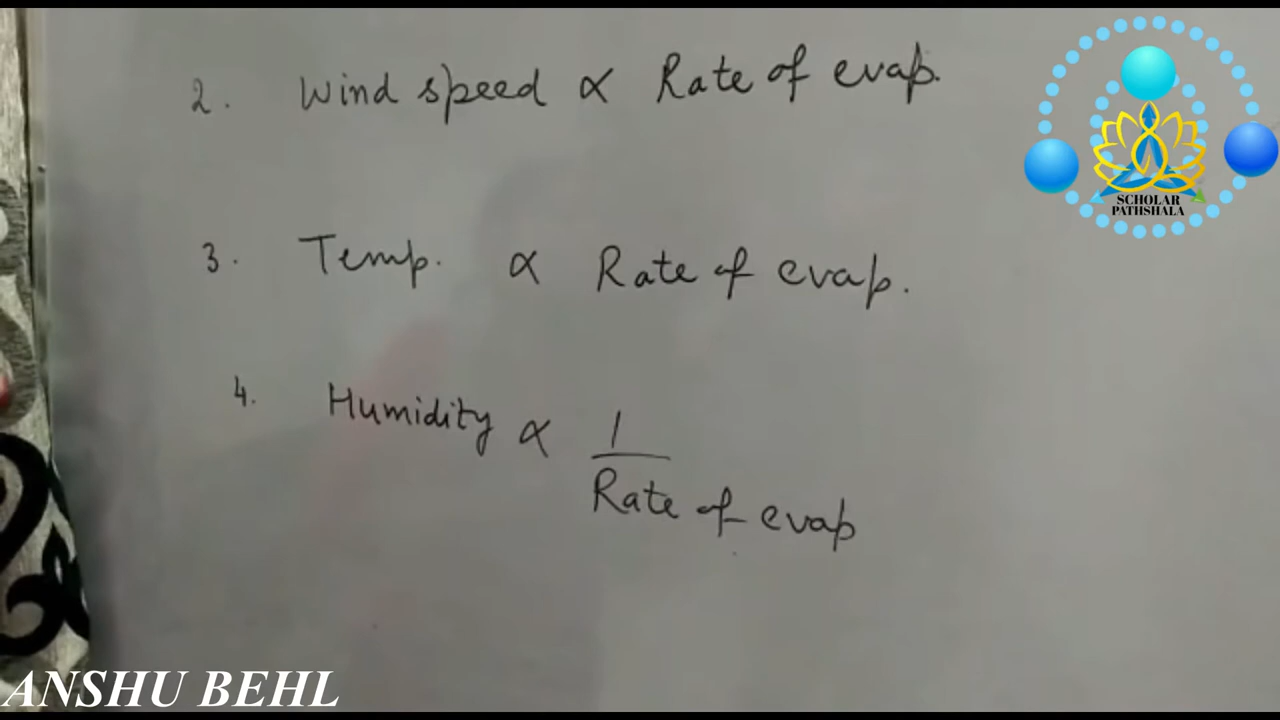 2. Wind speed ∝ Rate of evap.
SCHOLAR
PATHSHALA
3. Temp. ∝ Rate of evap.
4. Humidity ∝ 1
Rate of evap
ANSHU BEHL